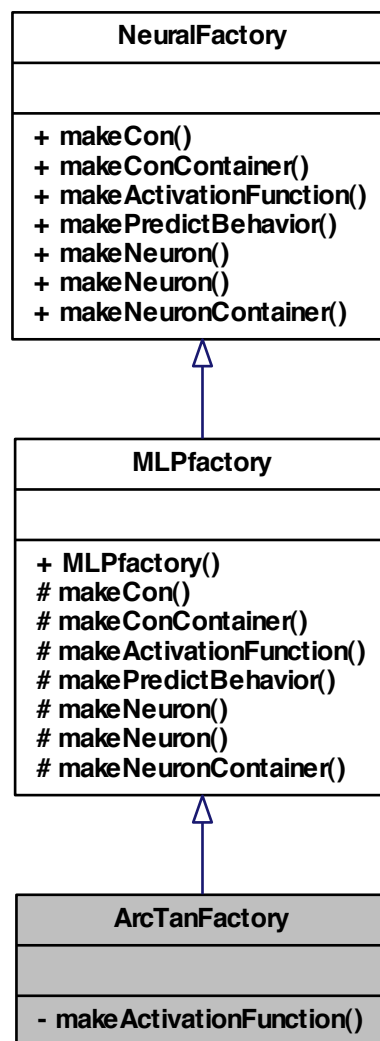 NeuralFactory
+ makeCon()
+ makeConContainer()
+ makeActivationFunction()
+ makePredictBehavior()
+ makeNeuron()
+ makeNeuron()
+ makeNeuronContainer()
MLPfactory
+ MLPfactory()
# makeCon()
# makeConContainer()
# makeActivationFunction()
# makePredictBehavior()
# makeNeuron()
# makeNeuron()
# makeNeuronContainer()
ArcTanFactory
- makeActivationFunction()